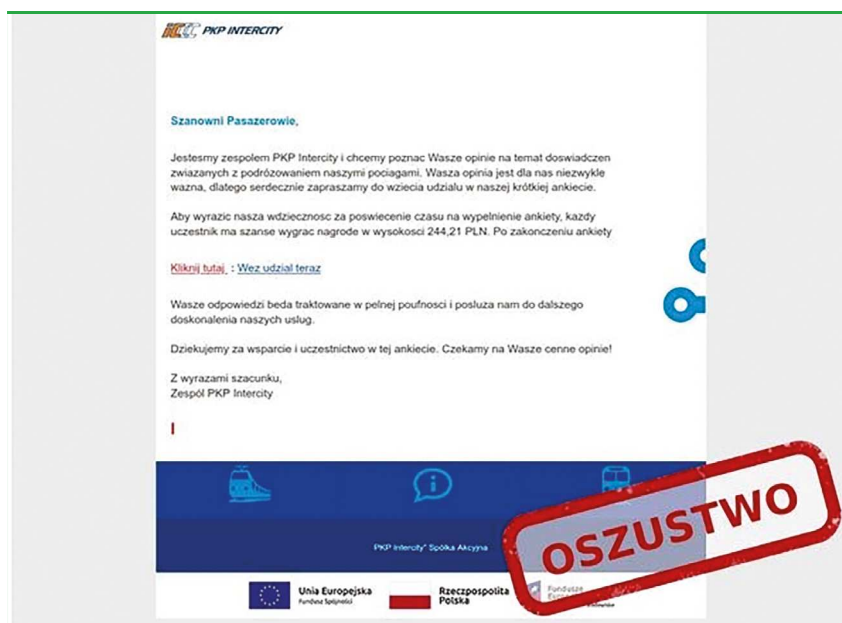 PKP INTERCITY
Szanowni Pasazerowie,
Jestesmy zespolem PKP Intercity i chcemy poznac Wasze opinie na temat doswiadczen
zwiazanych z podrózowaniem naszymi pociagami. Wasza opinia jest dla nas niezwykle
wazna, dlatego serdecznie zapraszamy do wziecia udzialu w naszej krótkiej ankiecie.
Aby wyrazic nasza wdziecznosc za poswiecenie czasu na wypelnienie ankiety, kazdy
uczestnik ma szanse wygrac nagrode w wysokosci 244,21 PLN. Po zakonczeniu ankiety
Kliknij tutaj : Wez udzial teraz
Wasze odpowiedzi beda traktowane w pelnej poufnosci i posluza nam do dalszego
doskonalenia naszych uslug.
Dziekujemy za wsparcie i uczestnictwo w tej ankiecie. Czekamy na Wasze cenne opinie!
Z wyrazami szacunku,
Zespól PKP Intercity
PKP Intercity" Spólka Akcyjna
OSZUSTWO
Unia Europejska
Fundusz Spójności
Rzeczpospolita
Polska
Fundusze